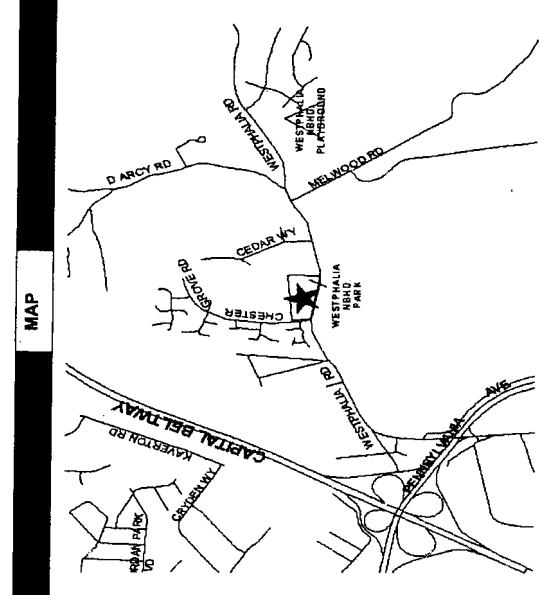 MAP
WESTPHALIA RD
WESTPHALIA
NBHD
PLAYGROUND
D ARCY RD
MELWOOD RD
CEDAR WY
GROVE RD
CHESTER
WESTPHALIA
NBHD
PARK
CAPITAL BELTWAY
KAVERTON RD
WESTPHALIA RD
AVE
CRYDEN WY
PARK